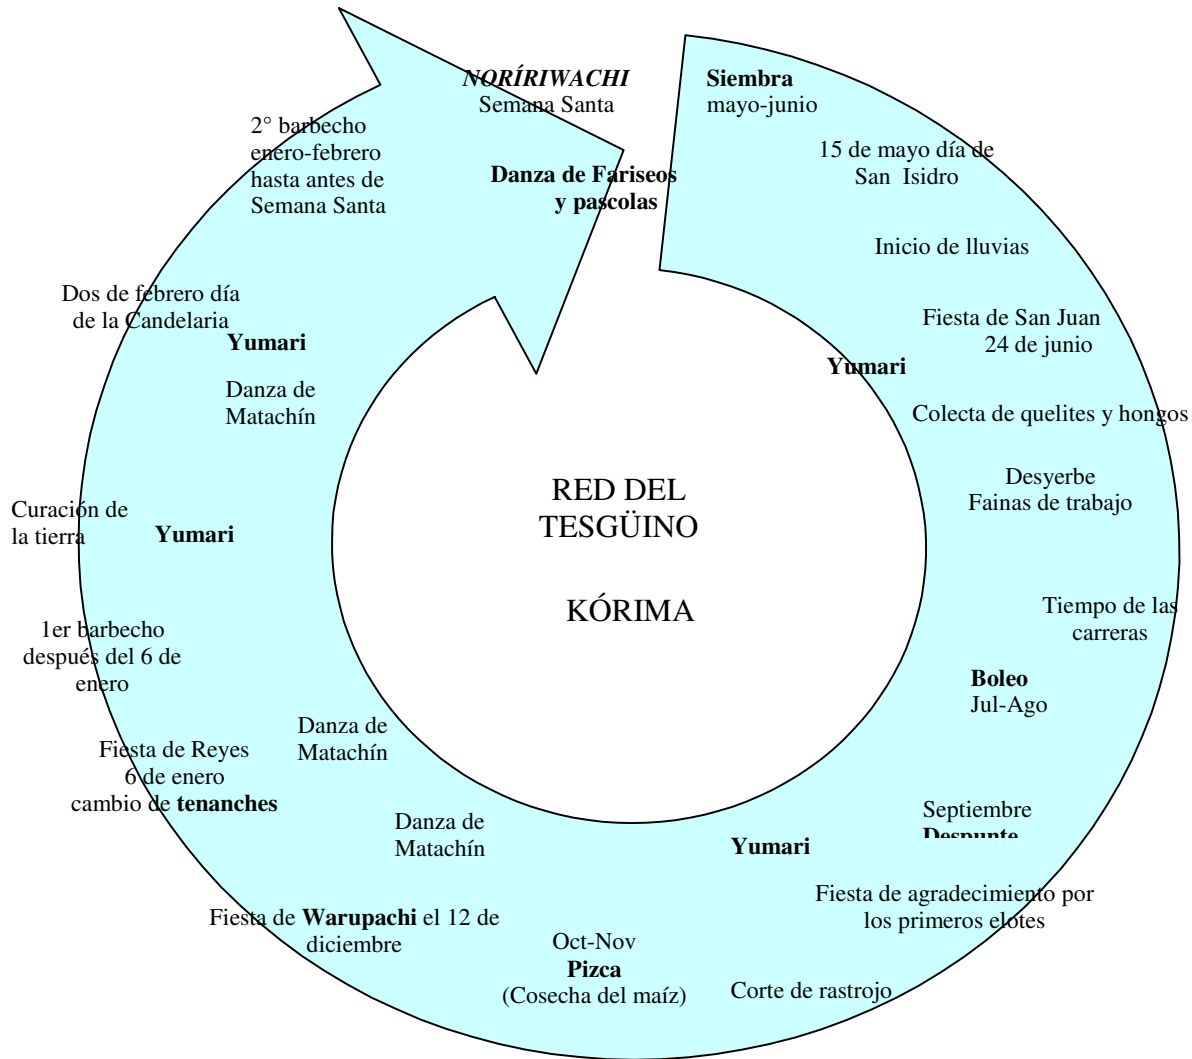 NORÍRIWACHI
Semana Santa
Danza de Fariseos
y pascolas
Siembra
mayo-junio
15 de mayo día de
San Isidro
Inicio de lluvias
Fiesta de San Juan
24 de junio
Yumari
Colecta de quelites y hongos
Desyerbe
Fainas de trabajo
Tiempo de las
carreras
Boleo
Jul-Ago
Septiembre
Despunte
Yumari
Fiesta de agradecimiento por
los primeros elotes
Corte de rastrojo
Oct-Nov
Pizca
(Cosecha del maíz)
Fiesta de Warupachi el 12 de
diciembre
Danza de
Matachín
Danza de
Matachín
Fiesta de Reyes
6 de enero
cambio de tenanches
1er barbecho
después del 6 de
enero
Curación de
la tierra
Yumari
Dos de febrero día
de la Candelaria
Yumari
Danza de
Matachín
2° barbecho
enero-febrero
hasta antes de
Semana Santa
RED DEL
TESGÜINO
KÓRIMA